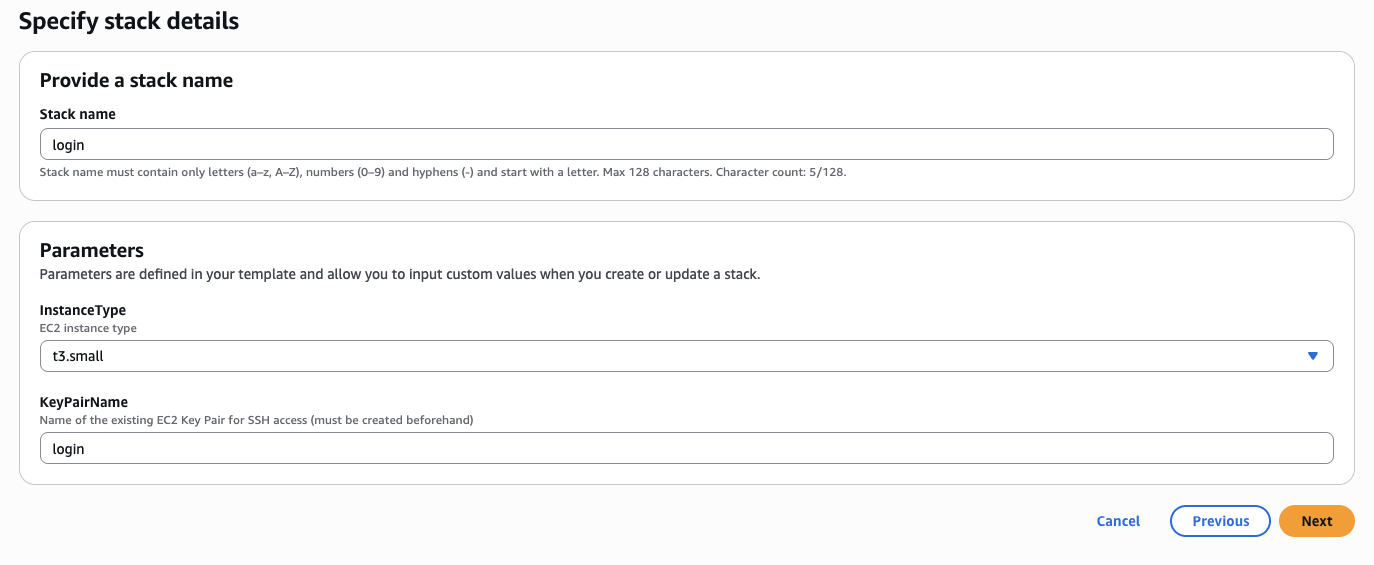 Specify stack details
Provide a stack name
Stack name
login
Stack name must contain only letters (a–z, A–Z), numbers (0–9) and hyphens (-) and start with a letter. Max 128 characters. Character count: 5/128.
Parameters
Parameters are defined in your template and allow you to input custom values when you create or update a stack.
InstanceType
EC2 instance type
t3.small
KeyPairName
Name of the existing EC2 Key Pair for SSH access (must be created beforehand)
login
Cancel Previous Next